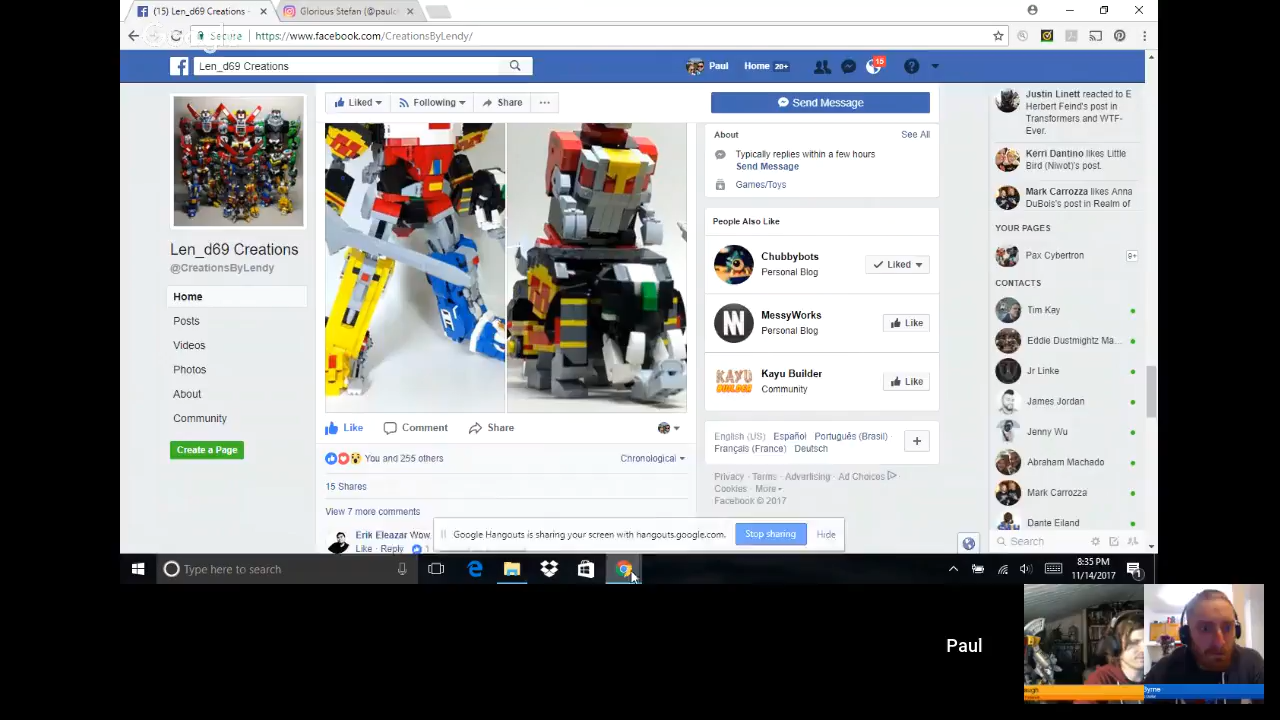 (15) Len_d69 Creations -
Glorious Stefan (@paulc
Secure
https://www.facebook.com/CreationsByLendy/
Len_d69 Creations
Paul
Home 20+
15
Liked
Following
Share
Send Message
Len_d69 Creations
@CreationsByLendy
Home
Posts
Videos
Photos
About
Community
Create a Page
Like
Comment
Share
You and 255 others
Chronological
15 Shares
View 7 more comments
Erik Eleazar Wow
Like · Reply
About
See All
Typically replies within a few hours
Send Message
Games/Toys
People Also Like
Chubbybots
Personal Blog
Liked
MessyWorks
Personal Blog
Like
KAYU
BUILDER
Kayu Builder
Community
Like
English (US) · Español · Português (Brasil) ·
Français (France) · Deutsch
Privacy · Terms · Advertising · Ad Choices
Cookies · More
Facebook © 2017
Justin Linett reacted to E
Herbert Feind's post in
Transformers and WTF-
Ever.
Kerri Dantino likes Little
Bird (Niwot)'s post.
Mark Carrozza likes Anna
DuBois's post in Realm of
YOUR PAGES
Pax Cybertron
9+
CONTACTS
Tim Kay
Eddie Dustmightz Ma...
Jr Linke
James Jordan
Jenny Wu
Abraham Machado
Mark Carrozza
Dante Eiland
Search
Google Hangouts is sharing your screen with hangouts.google.com.
Stop sharing
Hide
Type here to search
8:35 PM
11/14/2017
1
Paul
Byrne